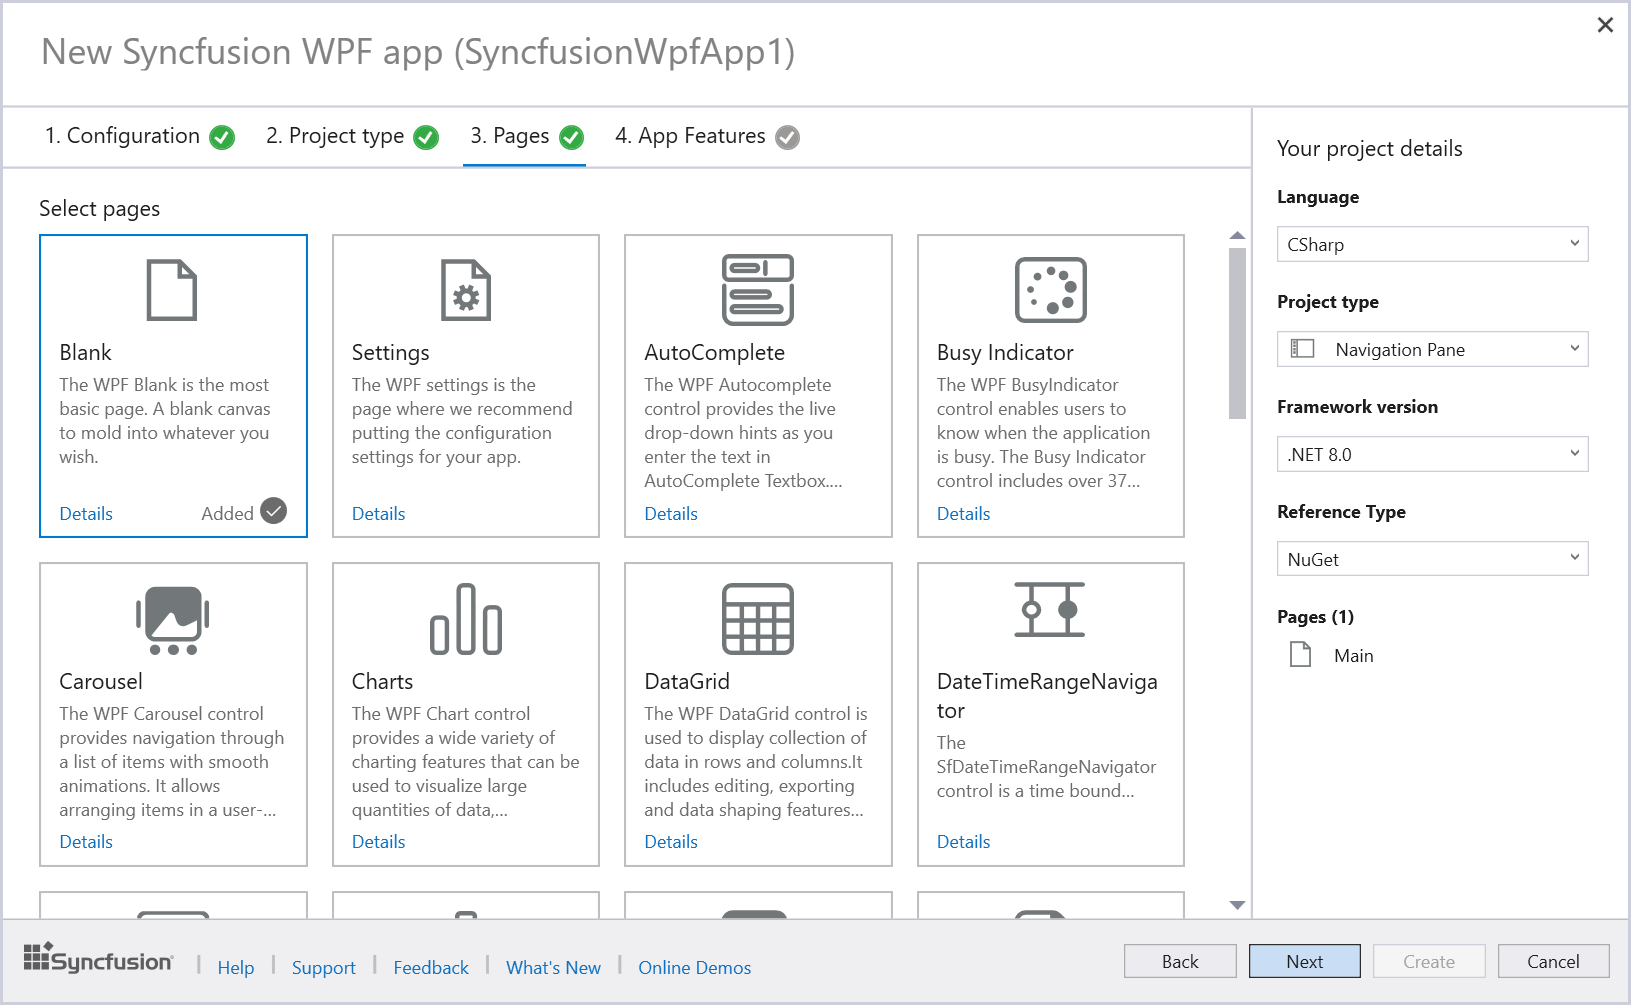 New Syncfusion WPF app (SyncfusionWpfApp1)
1. Configuration
2. Project type
3. Pages
4. App Features
Select pages
Blank
The WPF Blank is the most
basic page. A blank canvas
to mold into whatever you
wish.
Details
Added
Settings
The WPF settings is the
page where we recommend
putting the configuration
settings for your app.
Details
AutoComplete
The WPF Autocomplete
control provides the live
drop-down hints as you
enter the text in
AutoComplete Textbox....
Details
Busy Indicator
The WPF BusyIndicator
control enables users to
know when the application
is busy. The Busy Indicator
control includes over 37...
Details
Carousel
The WPF Carousel control
provides navigation through
a list of items with smooth
animations. It allows
arranging items in a user-...
Details
Charts
The WPF Chart control
provides a wide variety of
charting features that can be
used to visualize large
quantities of data,...
Details
DataGrid
The WPF DataGrid control is
used to display collection of
data in rows and columns.It
includes editing, exporting
and data shaping features...
Details
DateTimeRangeNaviga
tor
The
SfDateTimeRangeNavigator
control is a time bound...
Details
Your project details
Language
CSharp
Project type
Navigation Pane
Framework version
.NET 8.0
Reference Type
NuGet
Pages (1)
Main
Syncfusion
Help
Support
Feedback
What's New
Online Demos
Back
Next
Create
Cancel